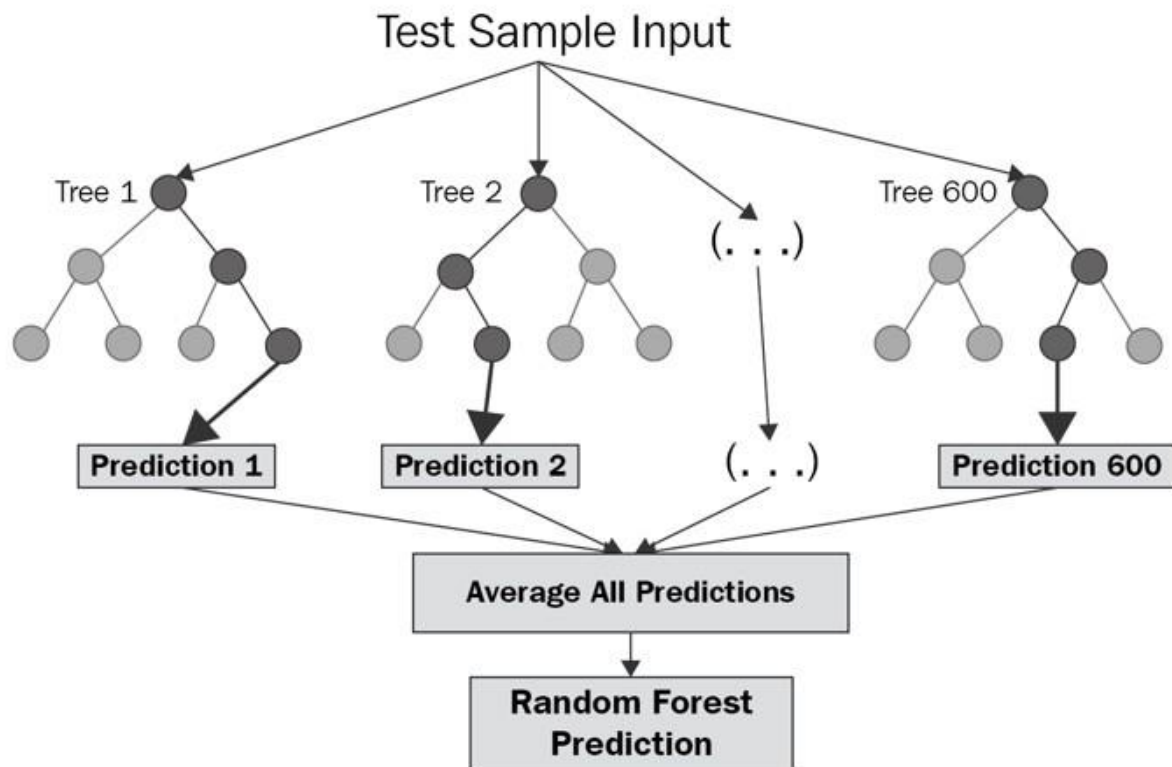 Test Sample Input
Tree 1
Tree 2
Tree 600
(. . .)
Prediction 1
Prediction 2
(. . .)
Prediction 600
Average All Predictions
Random Forest
Prediction